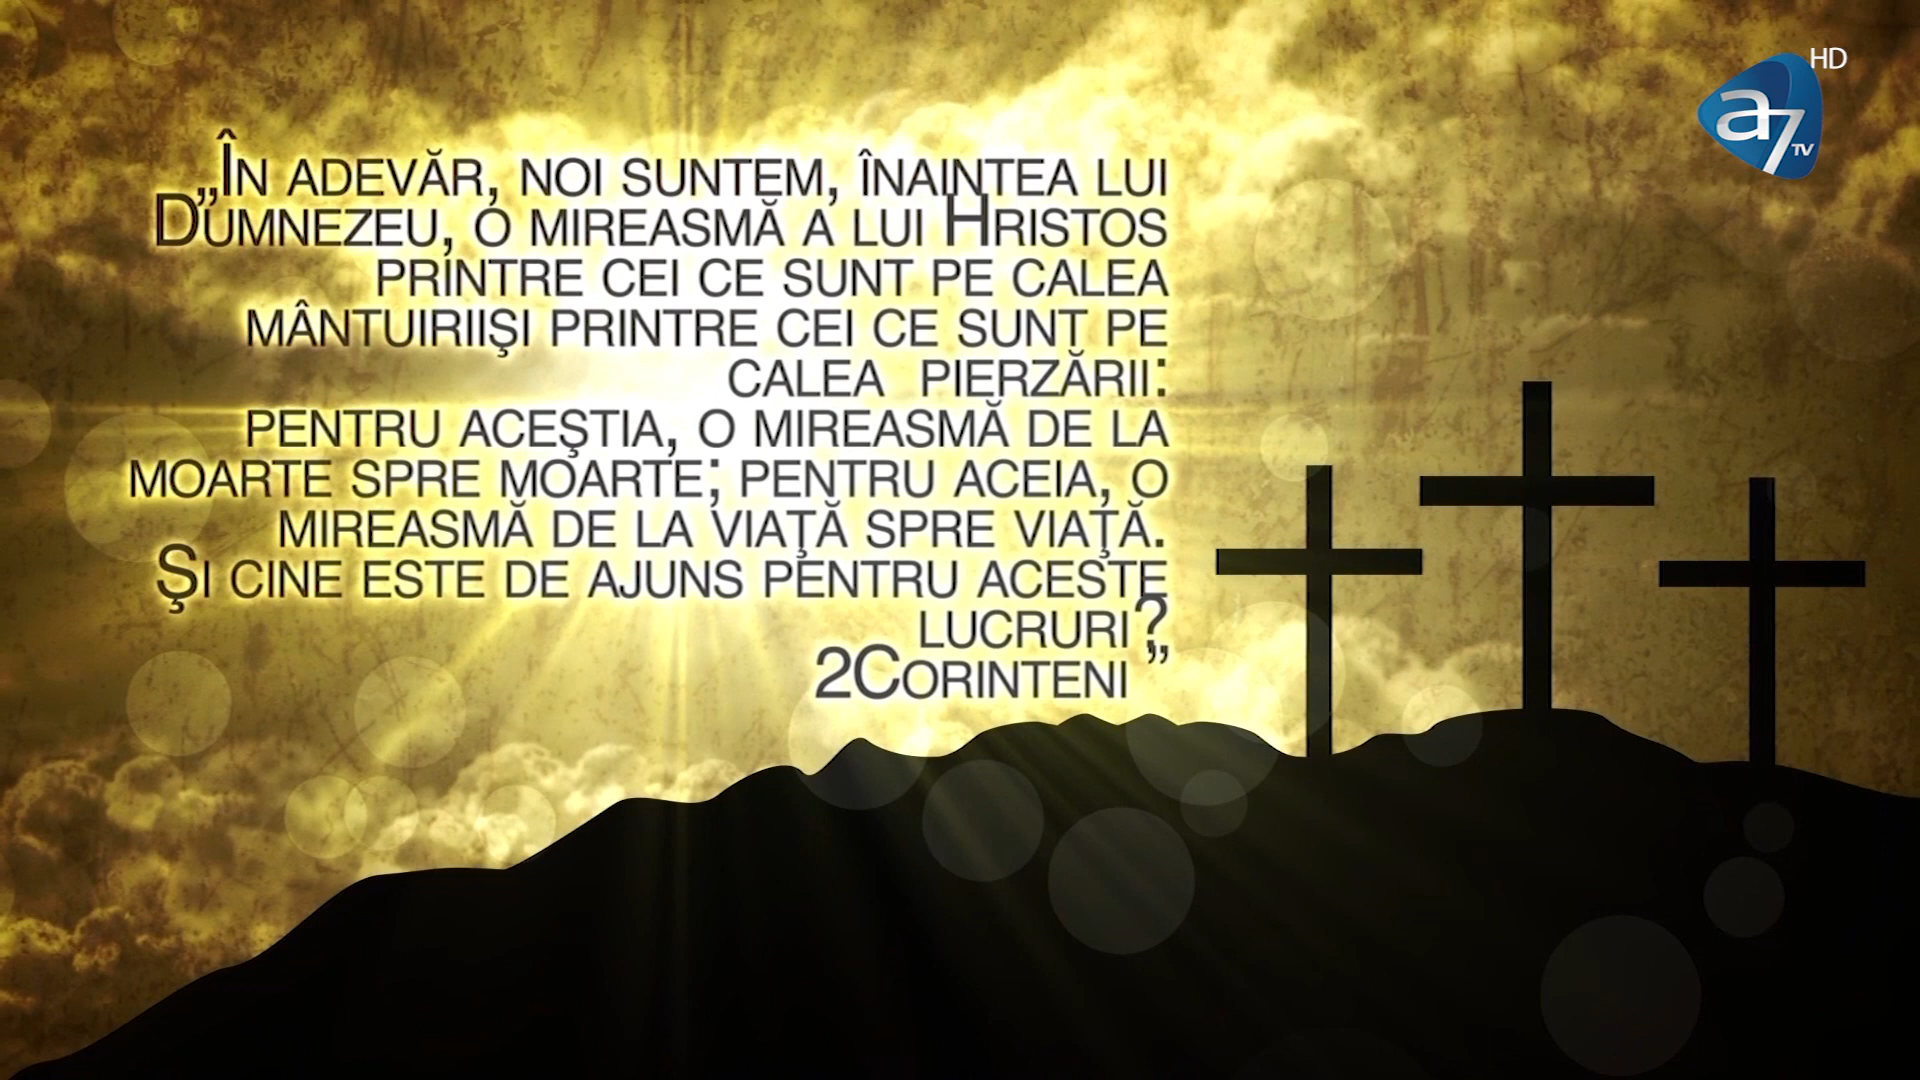 HD
a7 TV
„În adevăr, noi suntem, înaintea lui
Dumnezeu, o mireasmă a lui Hristos
printre cei ce sunt pe calea
mântuiriişi printre cei ce sunt pe
calea  pierzării:
pentru aceştia, o mireasmă de la
moarte spre moarte; pentru aceia, o
mireasmă de la viaţă spre viaţă.
Şi cine este de ajuns pentru aceste
lucruri?
2Corinteni ”